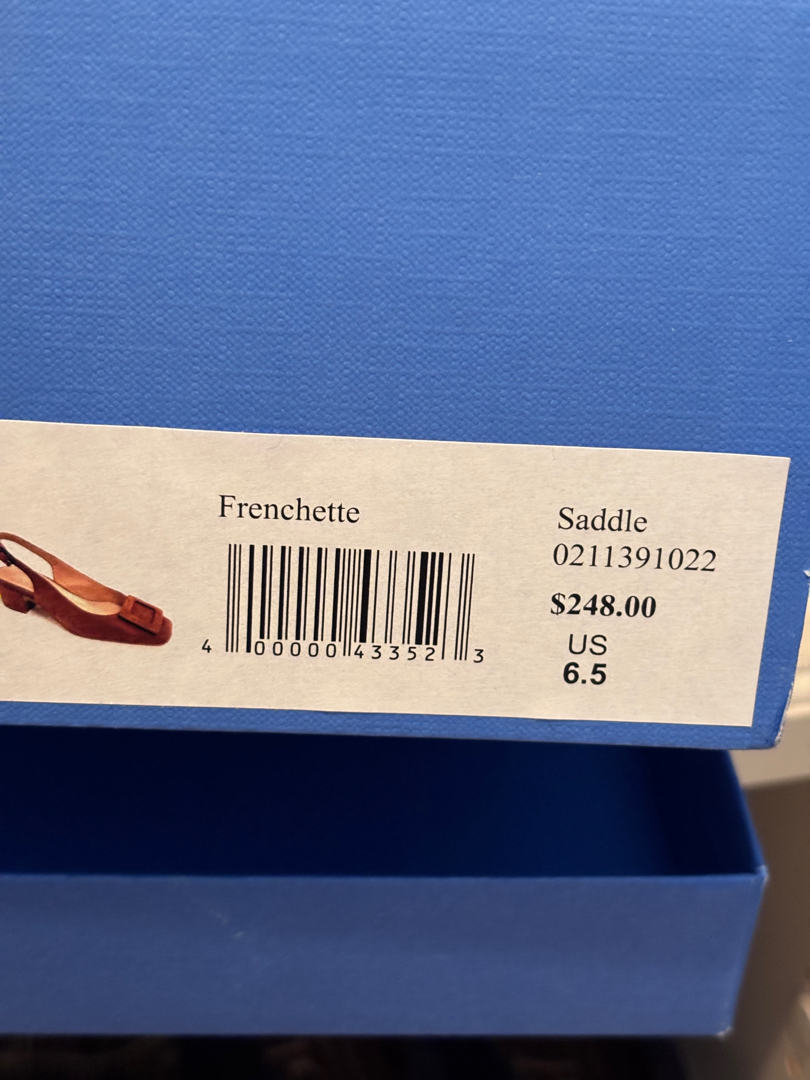 Frenchette
4 00000 43352 3
Saddle
0211391022
$248.00
US
6.5